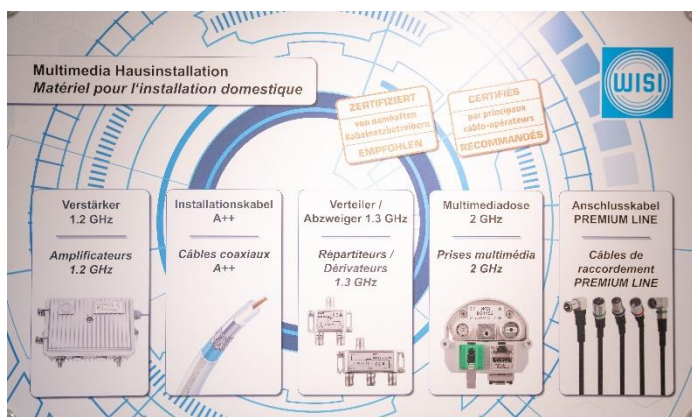 Multimedia Hausinstallation
Matériel pour l'installation domestique
ZERTIFIZIERT
von namhaften
Kabelnetzbetreibern
EMPFOHLEN
CERTIFIÉS
par principaux
câblo-opérateurs
RECOMMANDÉS
WISI
Verstärker
1.2 GHz
Amplificateurs
1.2 GHz
Installationskabel
A++
Câbles coaxiaux
A++
Verteiler /
Abzweiger 1.3 GHz
Répartiteurs /
Dérivateurs
1.3 GHz
Multimediadose
2 GHz
Prises multimédia
2 GHz
Anschlusskabel
PREMIUM LINE
Câbles de
raccordement
PREMIUM LINE